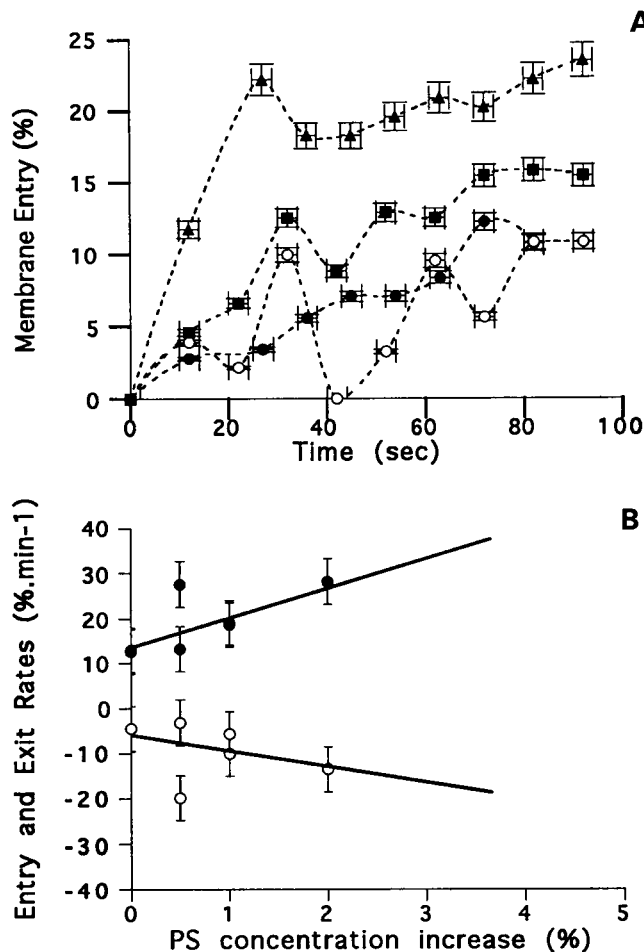 A
25
20
15
10
5
0
Membrane Entry (%)
0 20 40 60 80 100
Time (sec)
B
40
30
20
10
0
-10
-20
-30
-40
Entry and Exit Rates (%.min-1)
0 1 2 3 4 5
PS concentration increase (%)